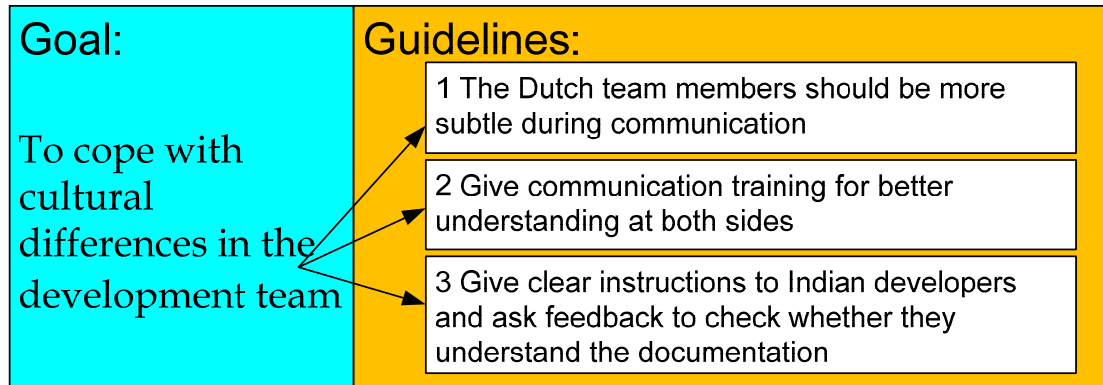 Goal:
To cope with
cultural
differences in the
development team
Guidelines:
1 The Dutch team members should be more
subtle during communication
2 Give communication training for better
understanding at both sides
3 Give clear instructions to Indian developers
and ask feedback to check whether they
understand the documentation